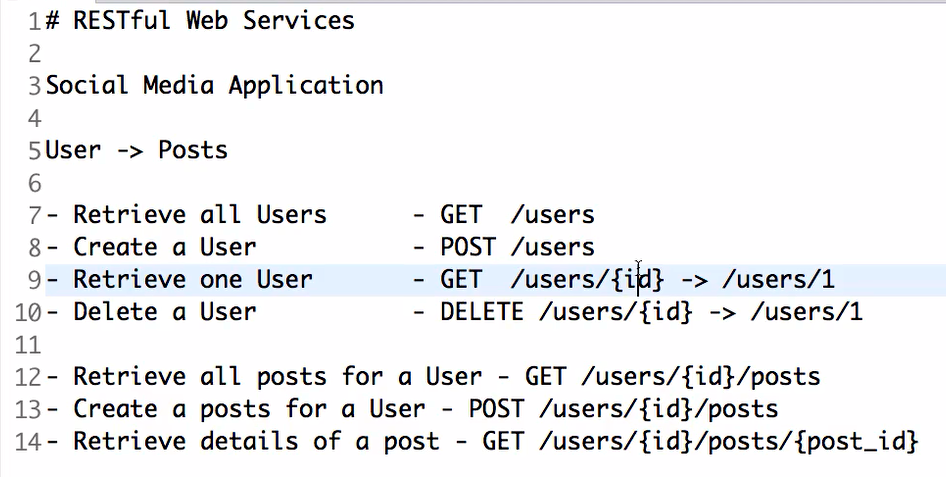 1# RESTful Web Services
2
3Social Media Application
4
5User -> Posts
6
7- Retrieve all Users      - GET  /users
8- Create a User           - POST /users
9- Retrieve one User       - GET  /users/{id} -> /users/1
10- Delete a User           - DELETE /users/{id} -> /users/1
11
12- Retrieve all posts for a User - GET /users/{id}/posts
13- Create a posts for a User - POST /users/{id}/posts
14- Retrieve details of a post - GET /users/{id}/posts/{post_id}